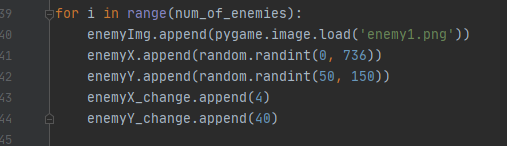 39 for i in range(num_of_enemies):
40 enemyImg.append(pygame.image.load('enemy1.png'))
41 enemyX.append(random.randint(0, 736))
42 enemyY.append(random.randint(50, 150))
43 enemyX_change.append(4)
44 enemyY_change.append(40)
45